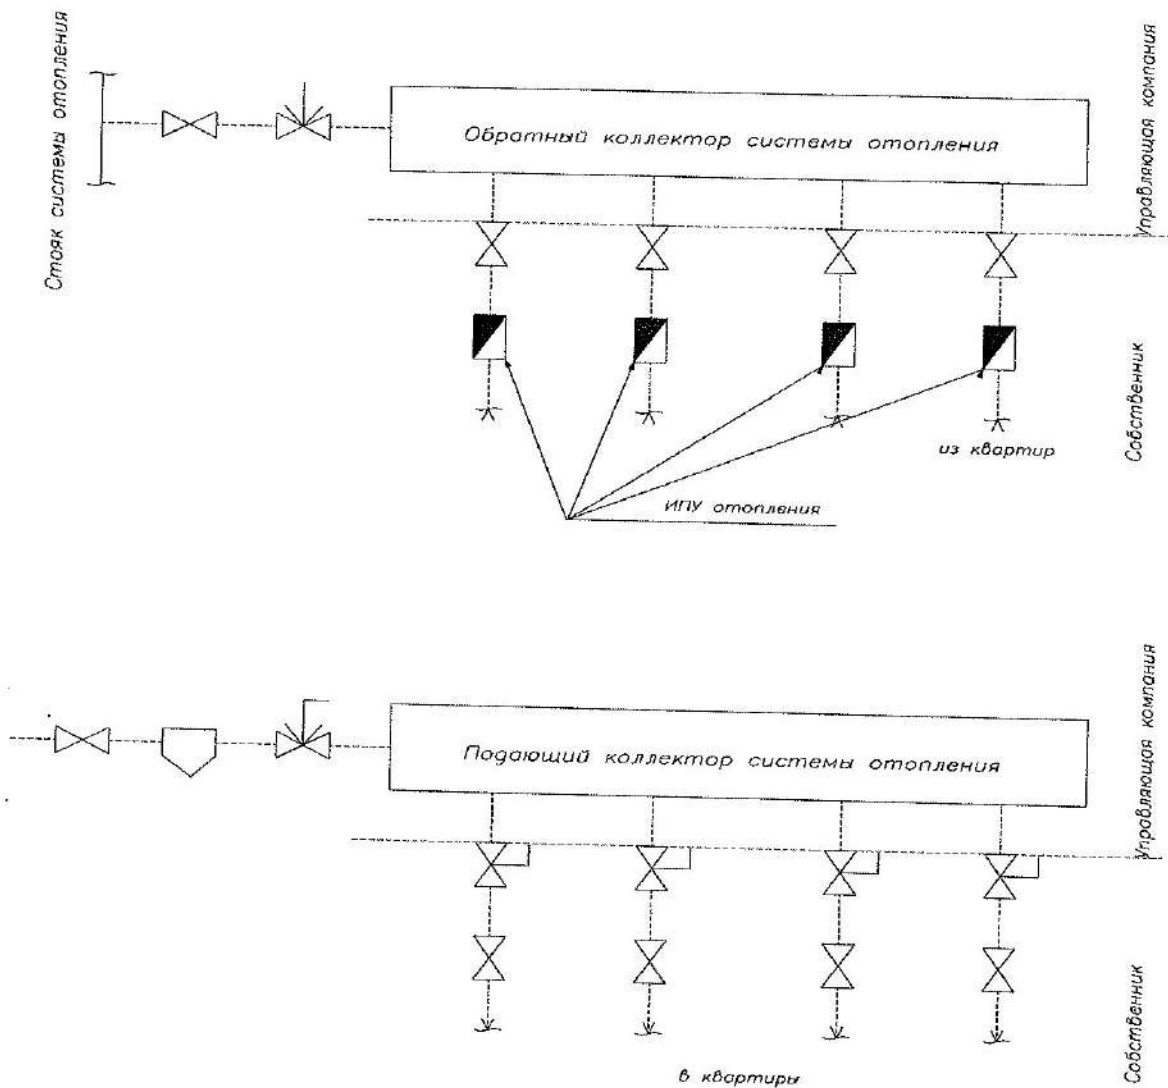 Стояк системы отопления
Обратный коллектор системы отопления
Управляющая компания
Собственник
из квартир
ИПУ отопления
Подающий коллектор системы отопления
Управляющая компания
Собственник
в квартиры